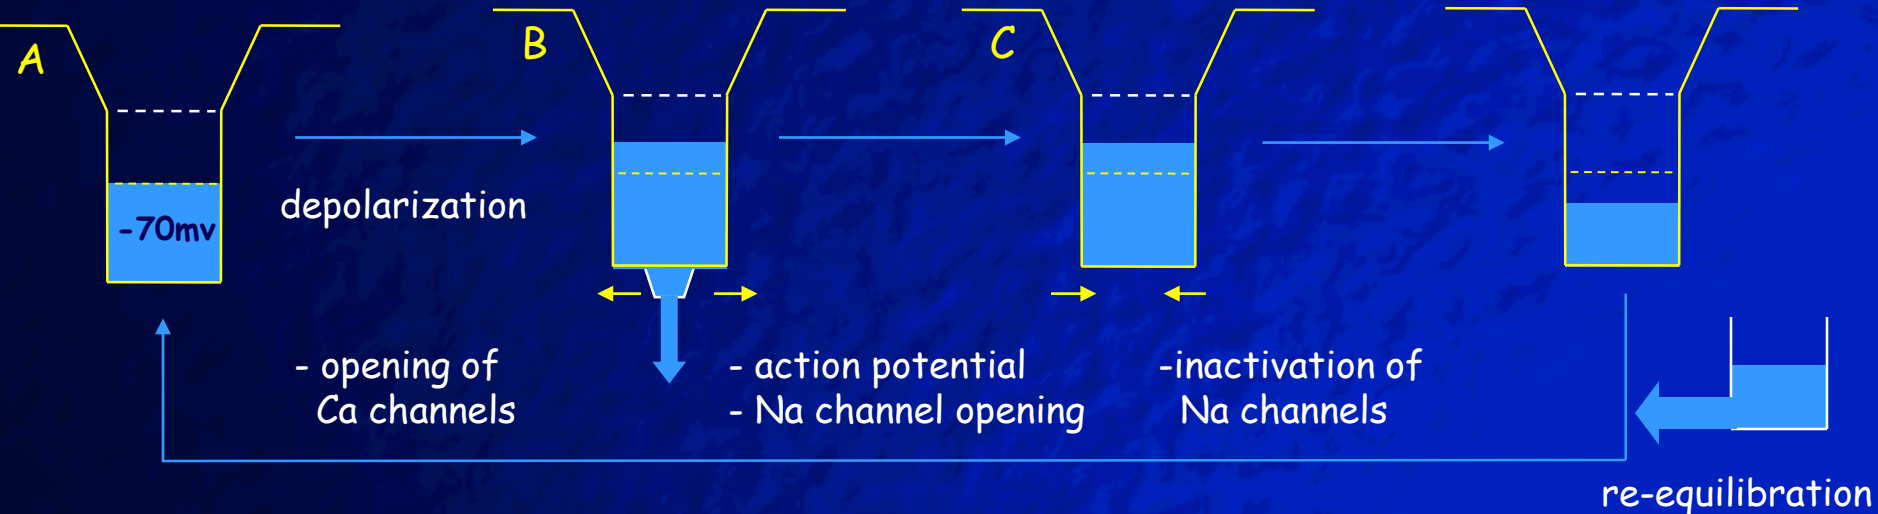 A
B
C
-70mv
depolarization
- opening of
Ca channels
- action potential
- Na channel opening
-inactivation of
Na channels
re-equilibration